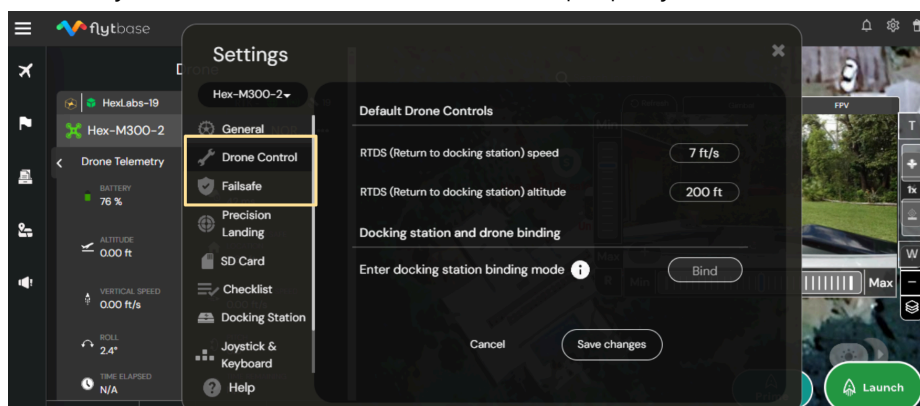 flytbase
Settings
Hex-M300-2
HexLabs-19
Hex-M300-2
Drone Telemetry
BATTERY
76 %
ALTITUDE
0.00 ft
VERTICAL SPEED
0.00 ft/s
ROLL
2.4°
TIME ELAPSED
N/A
General
Drone Control
Failsafe
Precision
Landing
SD Card
Checklist
Docking Station
Joystick &
Keyboard
Help
Default Drone Controls
RTDS (Return to docking station) speed
7 ft/s
RTDS (Return to docking station) altitude
200 ft
Docking station and drone binding
Enter docking station binding mode
Bind
Cancel
Save changes
FPV
T
1x
W
R
Min
Max
Launch